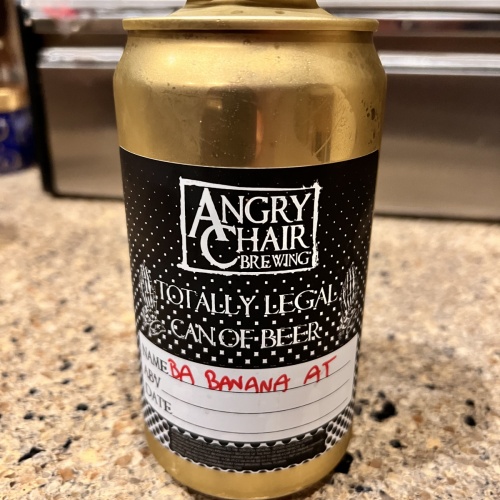 ANGRY
CHAIR
BREWING
TOTALLY LEGAL
CAN OF BEER
NAME BA BANANA AT
ABV
DATE